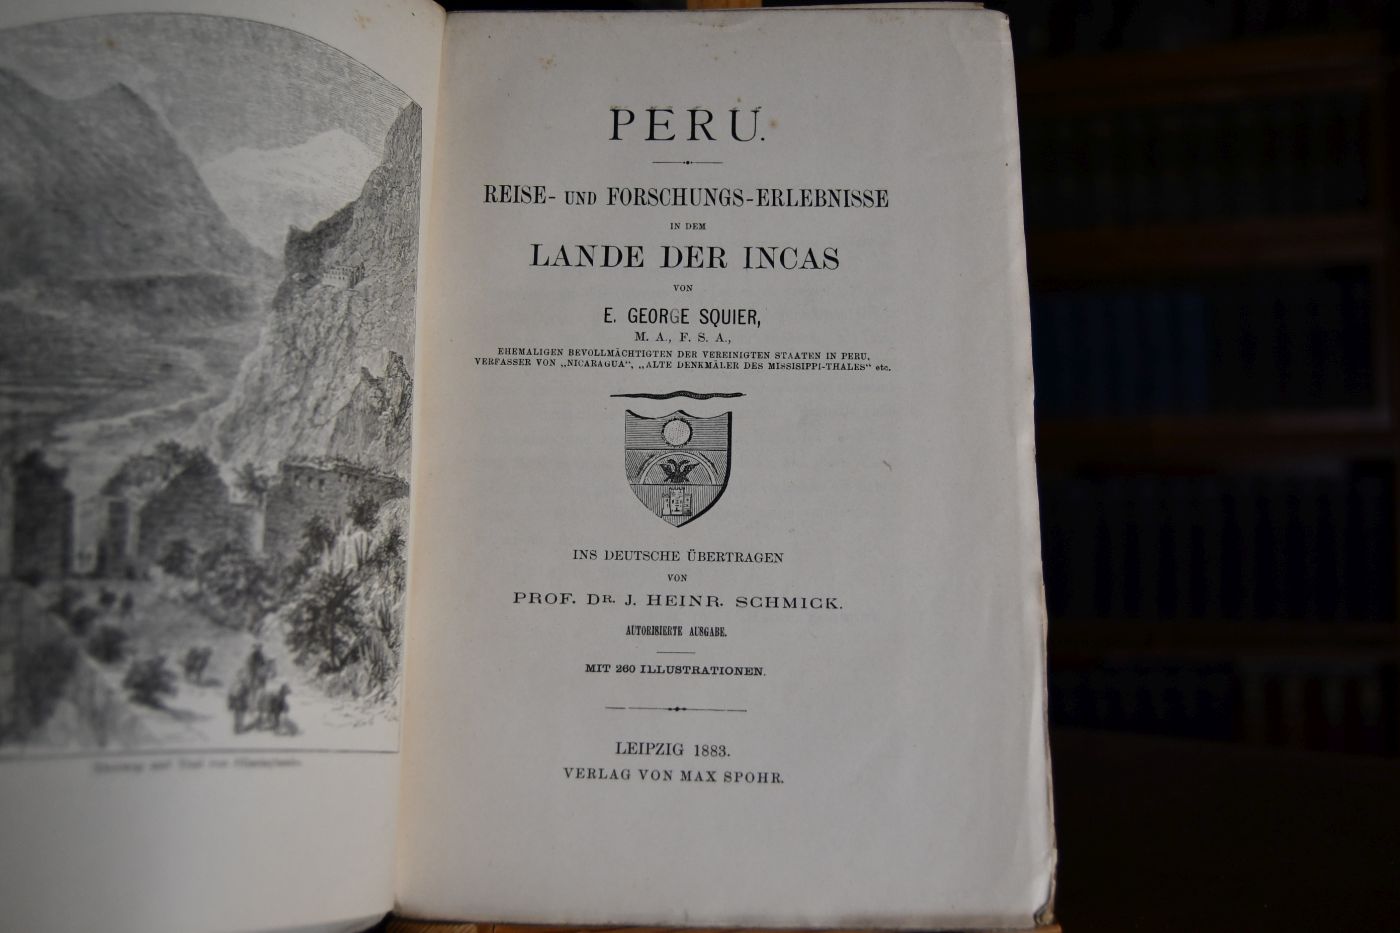 PERU.
REISE- UND FORSCHUNGS-ERLEBNISSE
IN DEM
LANDE DER INCAS
VON
E. GEORGE SQUIER,
M. A., F. S. A.,
EHEMALIGEN BEVOLLMÄCHTIGTEN DER VEREINIGTEN STAATEN IN PERU,
VERFASSER VON „NICARAGUA", „ALTE DENKMÄLER DES MISSISIPPI-THALES" etc.
INS DEUTSCHE ÜBERTRAGEN
VON
PROF. DR. J. HEINR. SCHMICK.
AUTORISIERTE AUSGABE.
MIT 260 ILLUSTRATIONEN.
LEIPZIG 1883.
VERLAG VON MAX SPOHR.